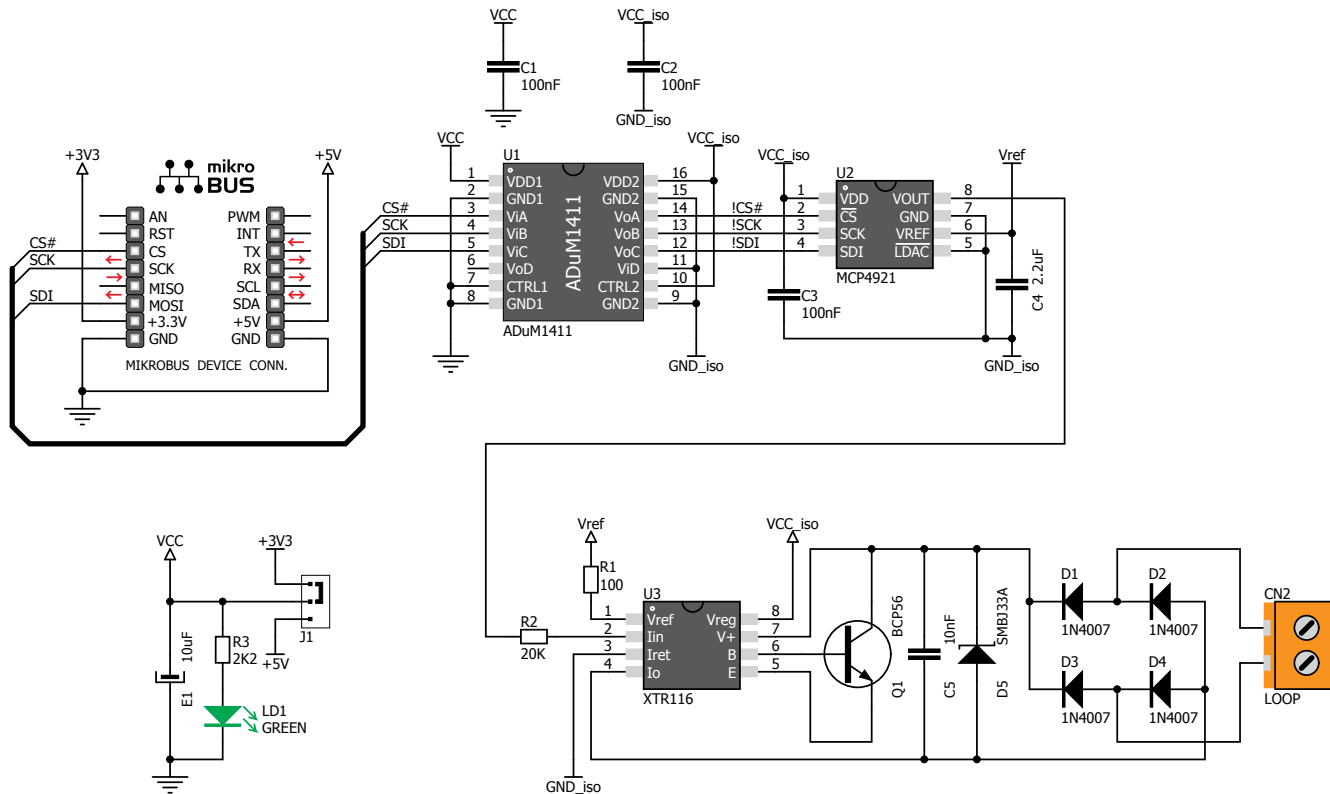 VCC
C1
100nF
VCC_iso
C2
100nF
GND_iso
+3V3
mikro
BUS
+5V
AN
RST
CS
SCK
MISO
MOSI
+3.3V
GND
PWM
INT
TX
RX
SCL
SDA
+5V
GND
CS#
SCK
SDI
MIKROBUS DEVICE CONN.
CS#
SCK
SDI
VCC
U1
1
2
3
4
5
6
7
8
VDD1
GND1
ViA
ViB
ViC
VoD
CTRL1
GND1
ADuM1411
VDD2
GND2
VoA
VoB
VoC
ViD
CTRL2
GND2
16
15
14
13
12
11
10
9
ADuM1411
VCC_iso
GND_iso
!CS#
!SCK
!SDI
VCC_iso
C3
100nF
U2
1
2
3
4
VDD
CS
SCK
SDI
VOUT
GND
VREF
LDAC
8
7
6
5
MCP4921
Vref
C4 2.2uF
GND_iso
VCC
+3V3
J1
+5V
E1 10uF
R3
2K2
LD1
GREEN
R2
20K
Vref
R1
100
VCC_iso
U3
1
2
3
4
Vref
Iin
Iret
Io
Vreg
V+
B
E
8
7
6
5
XTR116
GND_iso
Q1 BCP56
C5 10nF
D5 SMBJ33A
D1
1N4007
D2
1N4007
D3
1N4007
D4
1N4007
CN2
LOOP